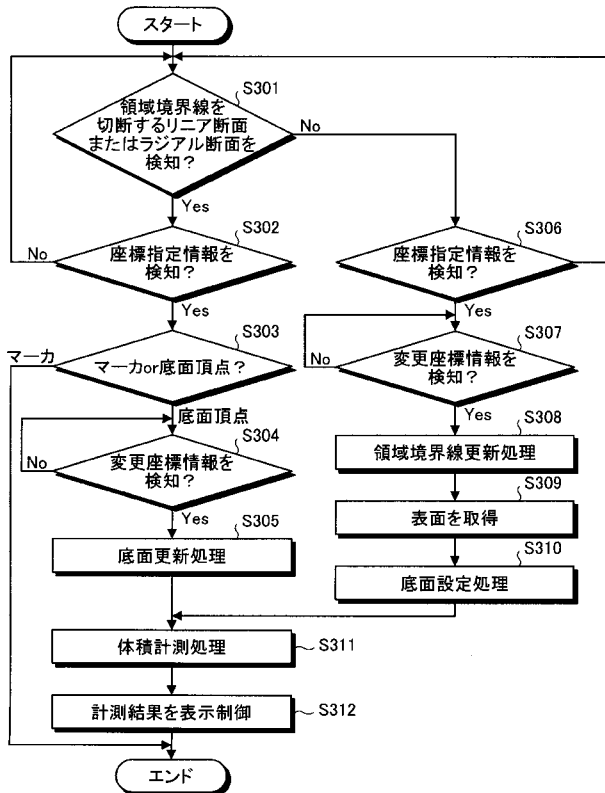 スタート
S301
領域境界線を
切断するリニア断面
またはラジアル断面を
検知?
No
Yes
S302
座標指定情報を
検知?
No
Yes
S306
座標指定情報を
検知?
No
Yes
S303
マーカor底面頂点?
マーカ
底面頂点
S307
変更座標情報を
検知?
No
Yes
S304
変更座標情報を
検知?
No
Yes
S308
領域境界線更新処理
S305
底面更新処理
S309
表面を取得
S310
底面設定処理
体積計測処理
S311
計測結果を表示制御
S312
エンド